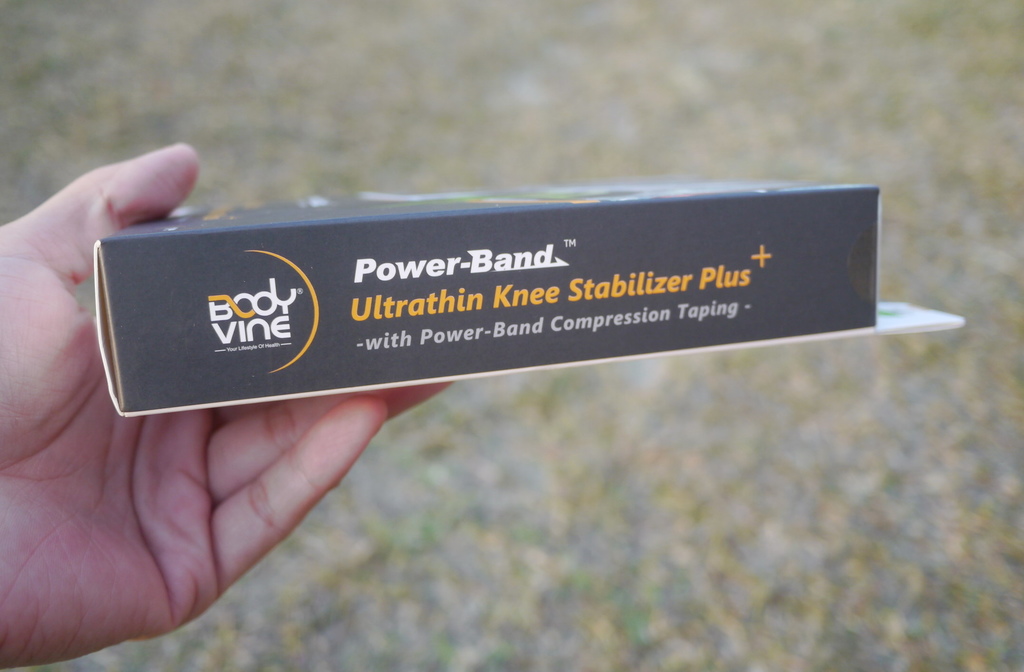 BODY®
VINE
Your Lifestyle Of Health
Power-Band™
Ultrathin Knee Stabilizer Plus+
-with Power-Band Compression Taping -